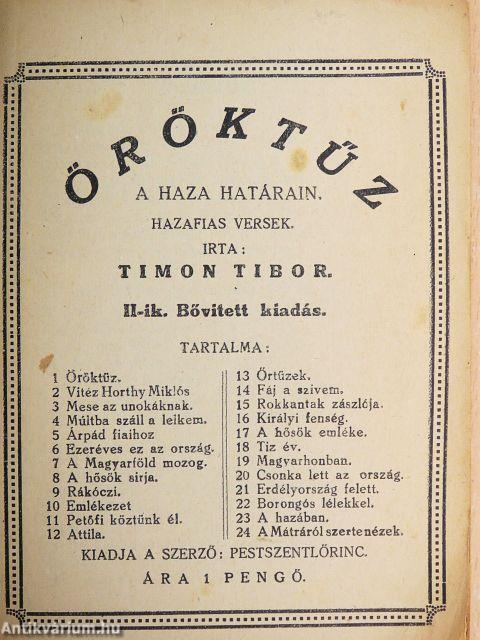 ÖRÖKTŰZ
A HAZA HATÁRAIN.
HAZAFIAS VERSEK.
IRTA:
TIMON TIBOR.
II-ik. Bővitett kiadás.
TARTALMA:
1 Öröktüz.
2 Vitéz Horthy Miklós
3 Mese az unokáknak.
4 Múltba száll a lelkem.
5 Árpád fiaihoz
6 Ezeréves ez az ország.
7 A Magyarföld mozog.
8 A hősök sirja.
9 Rákóczi.
10 Emlékezet
11 Petőfi köztünk él.
12 Attila.
13 Őrtüzek.
14 Fáj a szivem.
15 Rokkantak zászlója.
16 Királyi fenség.
17 A hősök emléke.
18 Tiz év.
19 Magyarhonban.
20 Csonka lett az ország.
21 Erdélyország felett.
22 Borongós lélekkel.
23 A hazában.
24 A Mátráról szertenézek.
KIADJA A SZERZŐ: PESTSZENTLŐRINC.
ÁRA 1 PENGŐ.
Antikvarium.hu